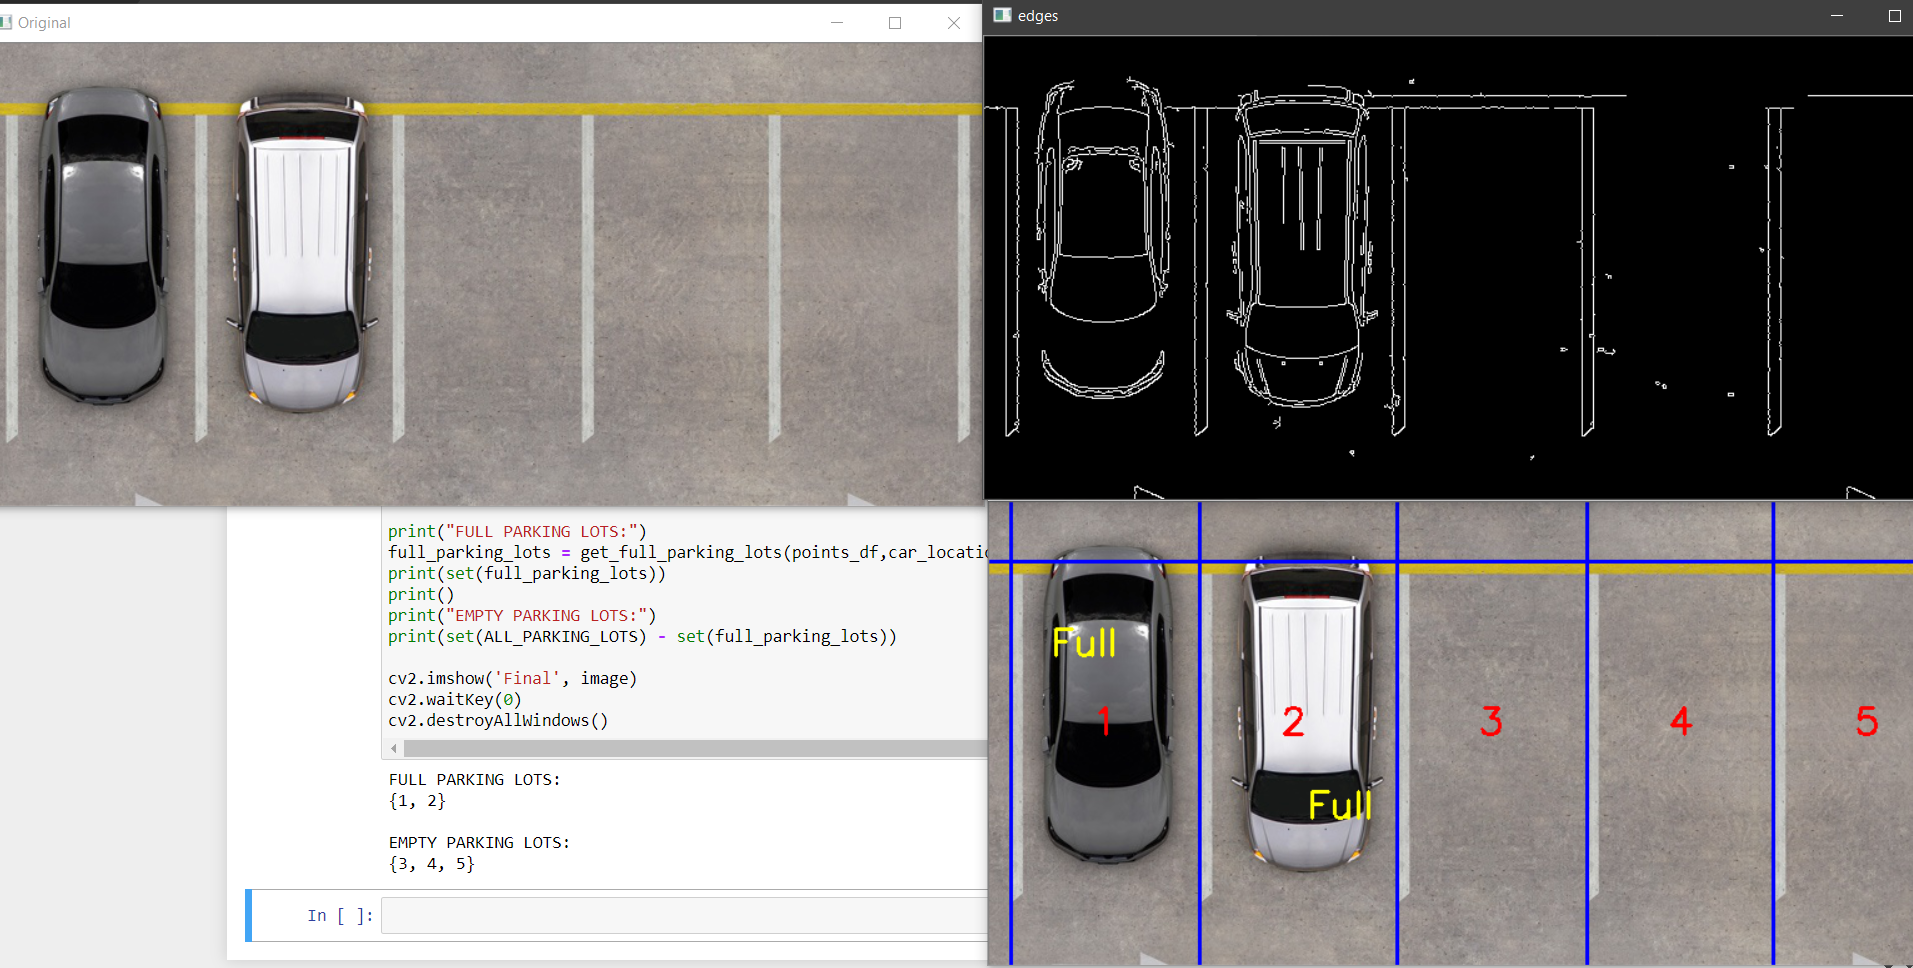 Original
edges
print("FULL PARKING LOTS:")
full_parking_lots = get_full_parking_lots(points_df,car_locatio
print(set(full_parking_lots))
print()
print("EMPTY PARKING LOTS:")
print(set(ALL_PARKING_LOTS) - set(full_parking_lots))
cv2.imshow('Final', image)
cv2.waitKey(0)
cv2.destroyAllWindows()
FULL PARKING LOTS:
{1, 2}
EMPTY PARKING LOTS:
{3, 4, 5}
In [ ]:
Full
1 2 3 4 5
Full